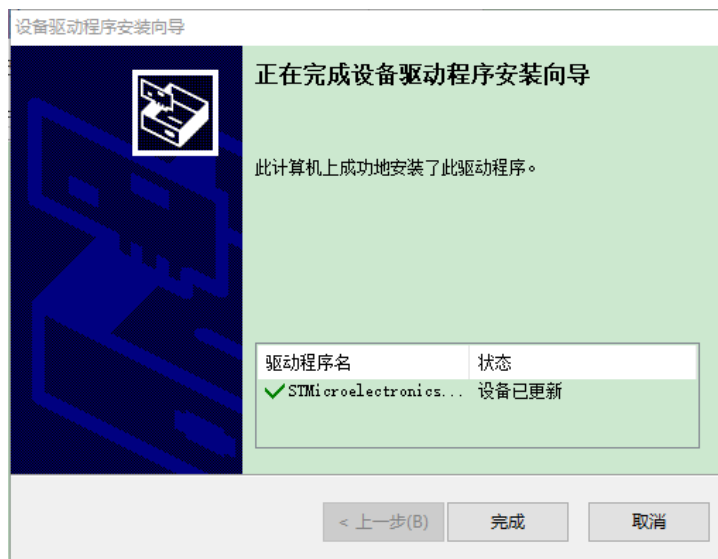 设备驱动程序安装向导
正在完成设备驱动程序安装向导
此计算机上成功地安装了此驱动程序。
驱动程序名 状态
STMicroelectronics... 设备已更新
< 上一步(B) 完成 取消